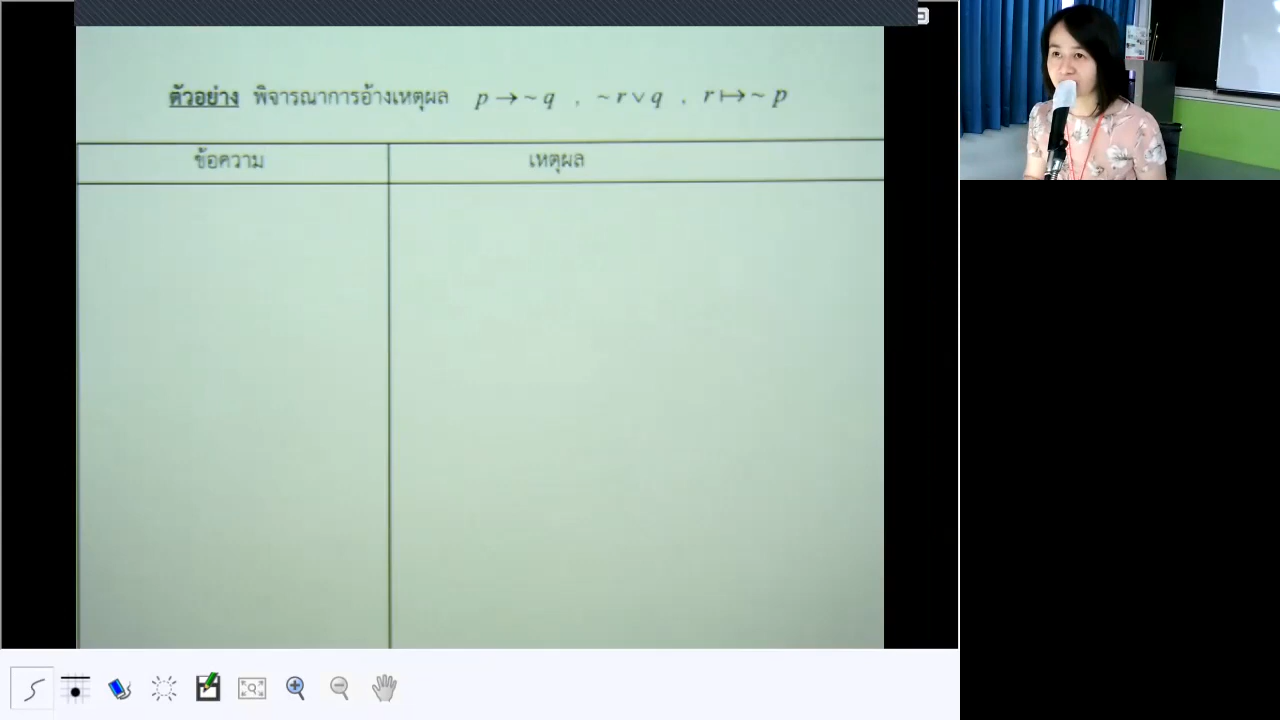 ตัวอย่าง พิจารณาการอ้างเหตุผล p → ~ q , ~ r ∨ q , r ↦ ~ p
ข้อความ เหตุผล